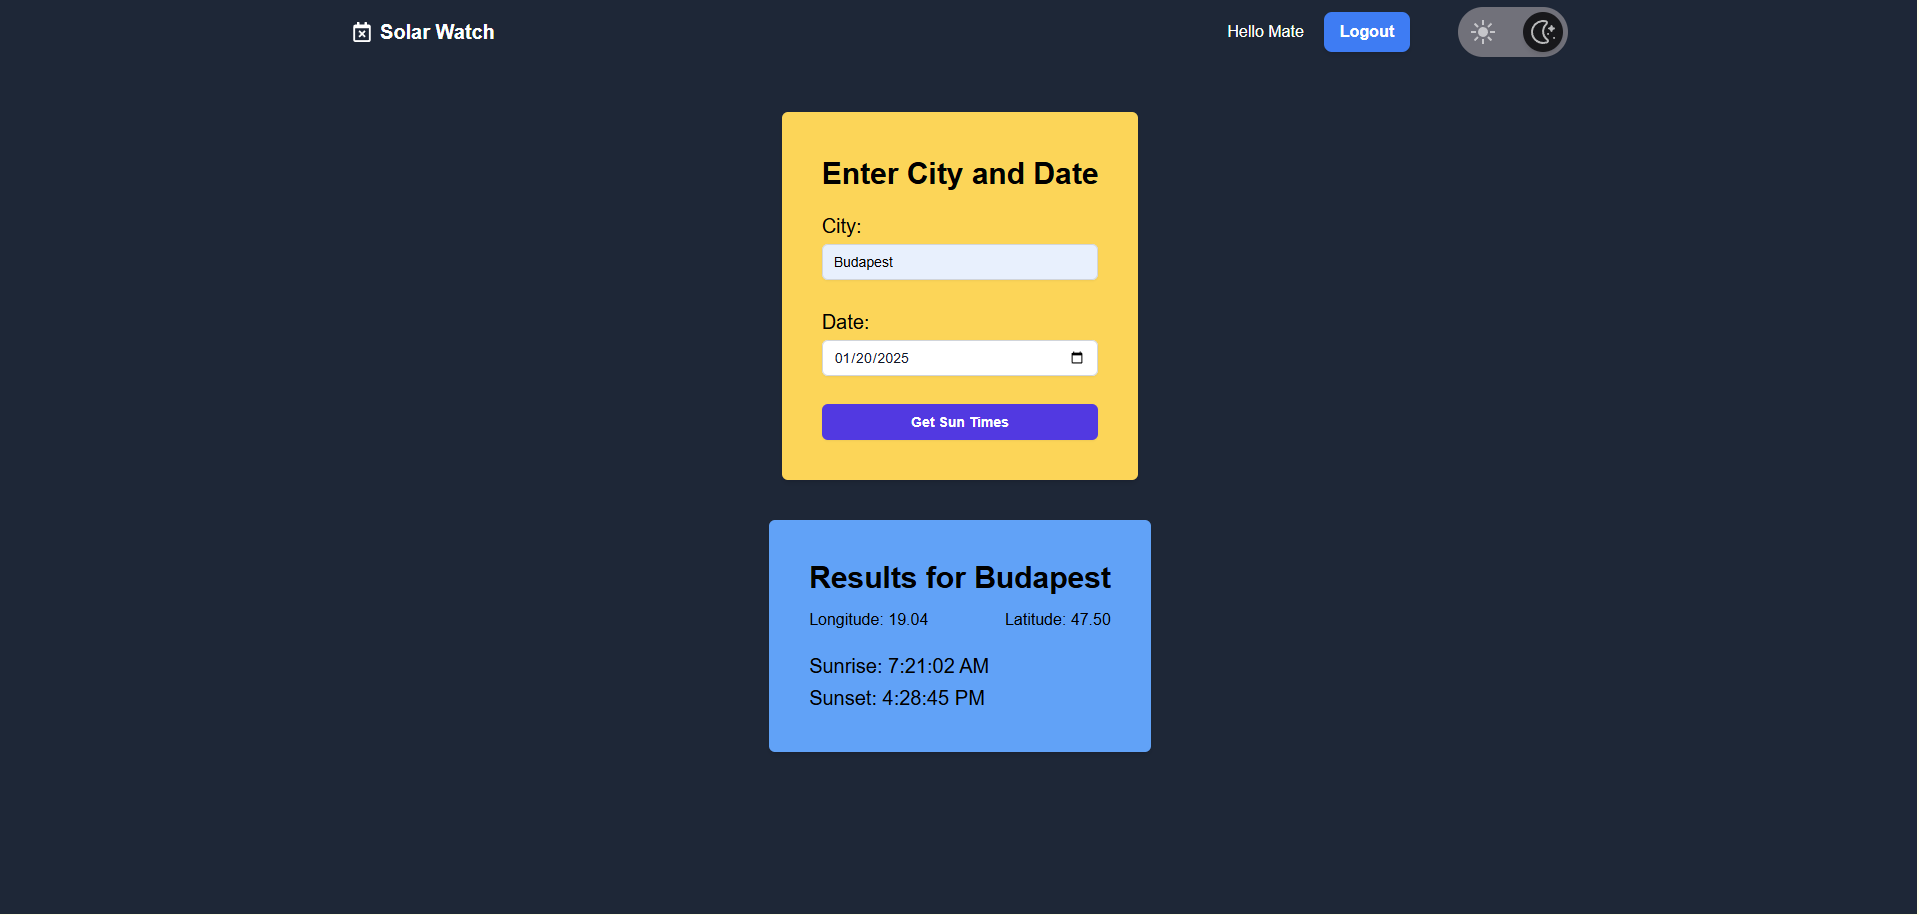 Solar Watch
Hello Mate
Logout
Enter City and Date
City:
Budapest
Date:
01/20/2025
Get Sun Times
Results for Budapest
Longitude: 19.04 Latitude: 47.50
Sunrise: 7:21:02 AM
Sunset: 4:28:45 PM